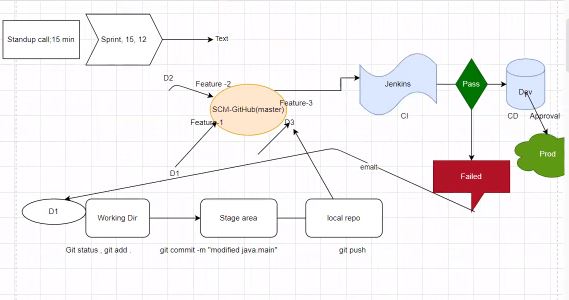 Standup call;15 min
Sprint, 15, 12
Text
D2
Feature -2
SCM-GitHub(master)
Feature-3
Feature-1
D3
D1
Jenkins
CI
Pass
Dev
CD
Approval
Prod
Failed
email
D1
Working Dir
Stage area
local repo
Git status , git add .
git commit -m "modified java.main"
git push